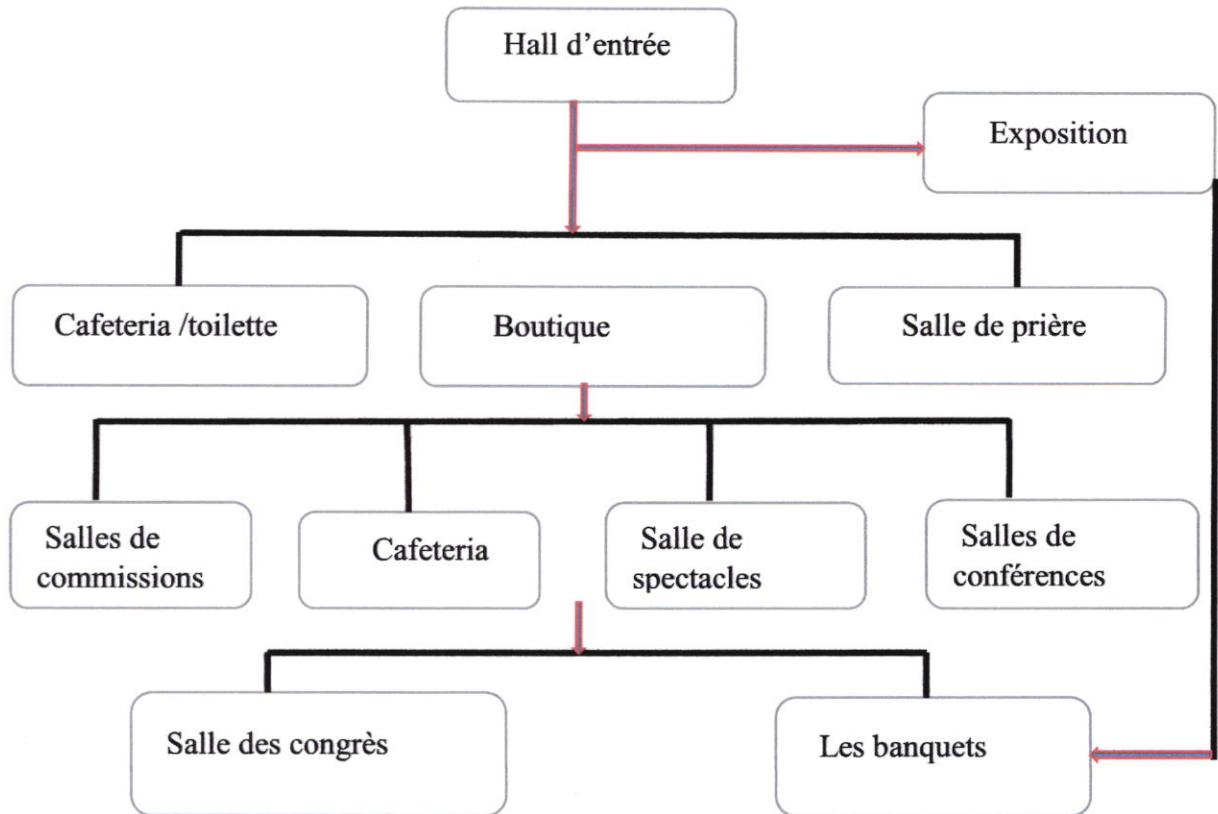 Hall d’entrée
Exposition
Cafeteria /toilette
Boutique
Salle de prière
Salles de
commissions
Cafeteria
Salle de
spectacles
Salles de
conférences
Salle des congrès
Les banquets